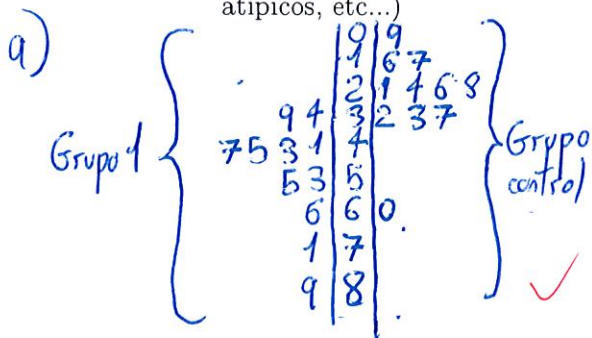 atípicos, etc...)
a)
0 | 9
1 | 6 7
2 | 1 4 6 8
9 4 | 3 | 2 3 7
Grupo 1 7 5 3 1 | 4 | Grupo control
5 3 | 5
6 | 6 | 0
1 | 7
9 | 8